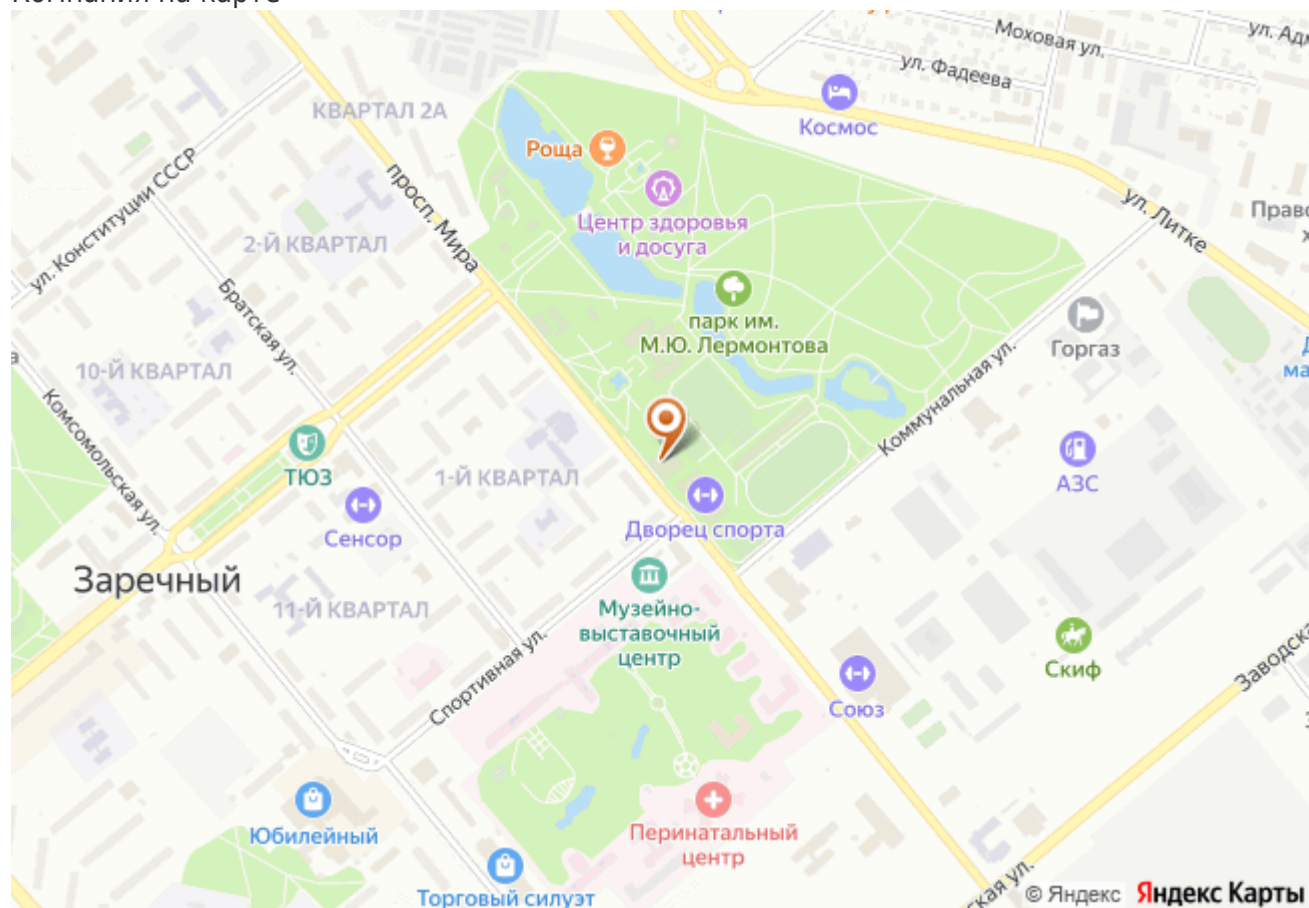 Компания на карте
Моховая ул.
ул. Фадеева
Космос
КВАРТАЛ 2А
Роща
ул. Конституции СССР
просп. Мира
ул. Литке
Центр здоровья
и досуга
2-Й КВАРТАЛ
Братская ул.
парк им.
М.Ю. Лермонтова
Горгаз
10-Й КВАРТАЛ
Коммунальная ул.
Комсомольская ул.
ТЮЗ
1-Й КВАРТАЛ
АЗС
Сенсор
Дворец спорта
Заречный
11-Й КВАРТАЛ
Музейно-
выставочный
центр
Скиф
Спортивная ул.
Союз
Юбилейный
Перинатальный
центр
Торговый силуэт
© Яндекс Яндекс Карты